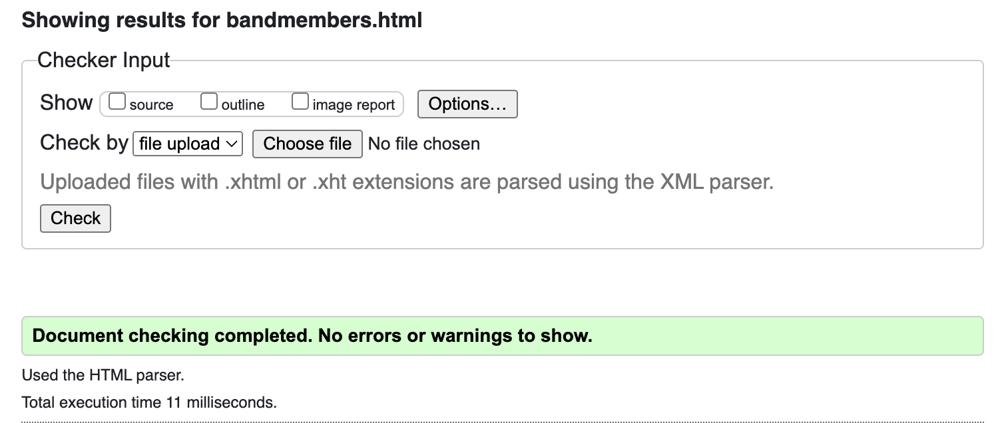 Showing results for bandmembers.html
Checker Input
Show source outline image report Options...
Check by file upload Choose file No file chosen
Uploaded files with .xhtml or .xht extensions are parsed using the XML parser.
Check
Document checking completed. No errors or warnings to show.
Used the HTML parser.
Total execution time 11 milliseconds.